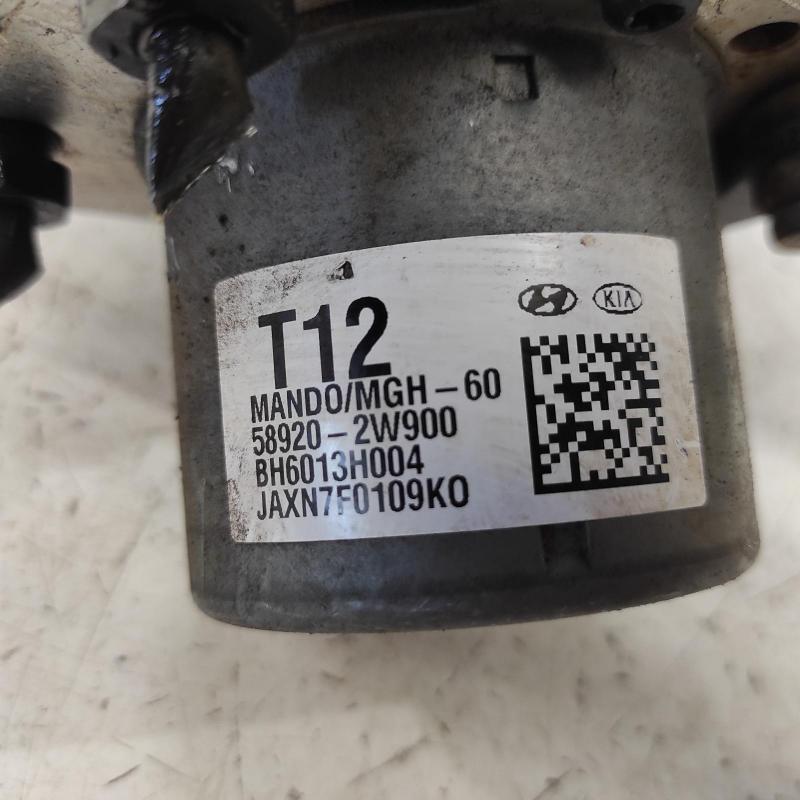 T12
KIA
MANDO/MGH-60
58920-2W900
BH6013H004
JAXN7F0109KO